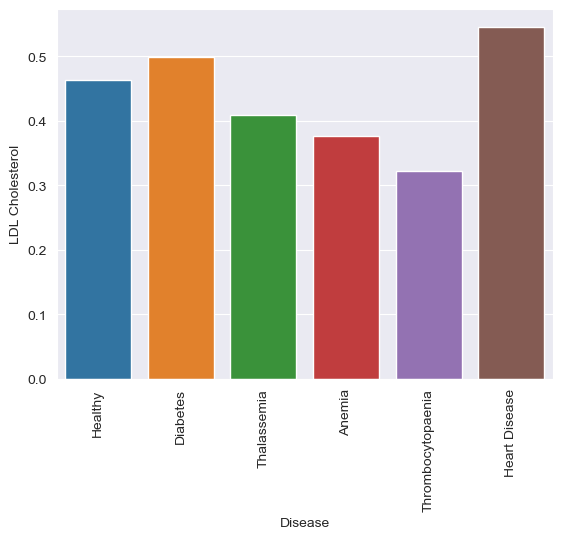 0.5
0.4
0.3
0.2
0.1
0.0
LDL Cholesterol
Healthy
Diabetes
Thalassemia
Anemia
Thrombocytopaenia
Heart Disease
Disease